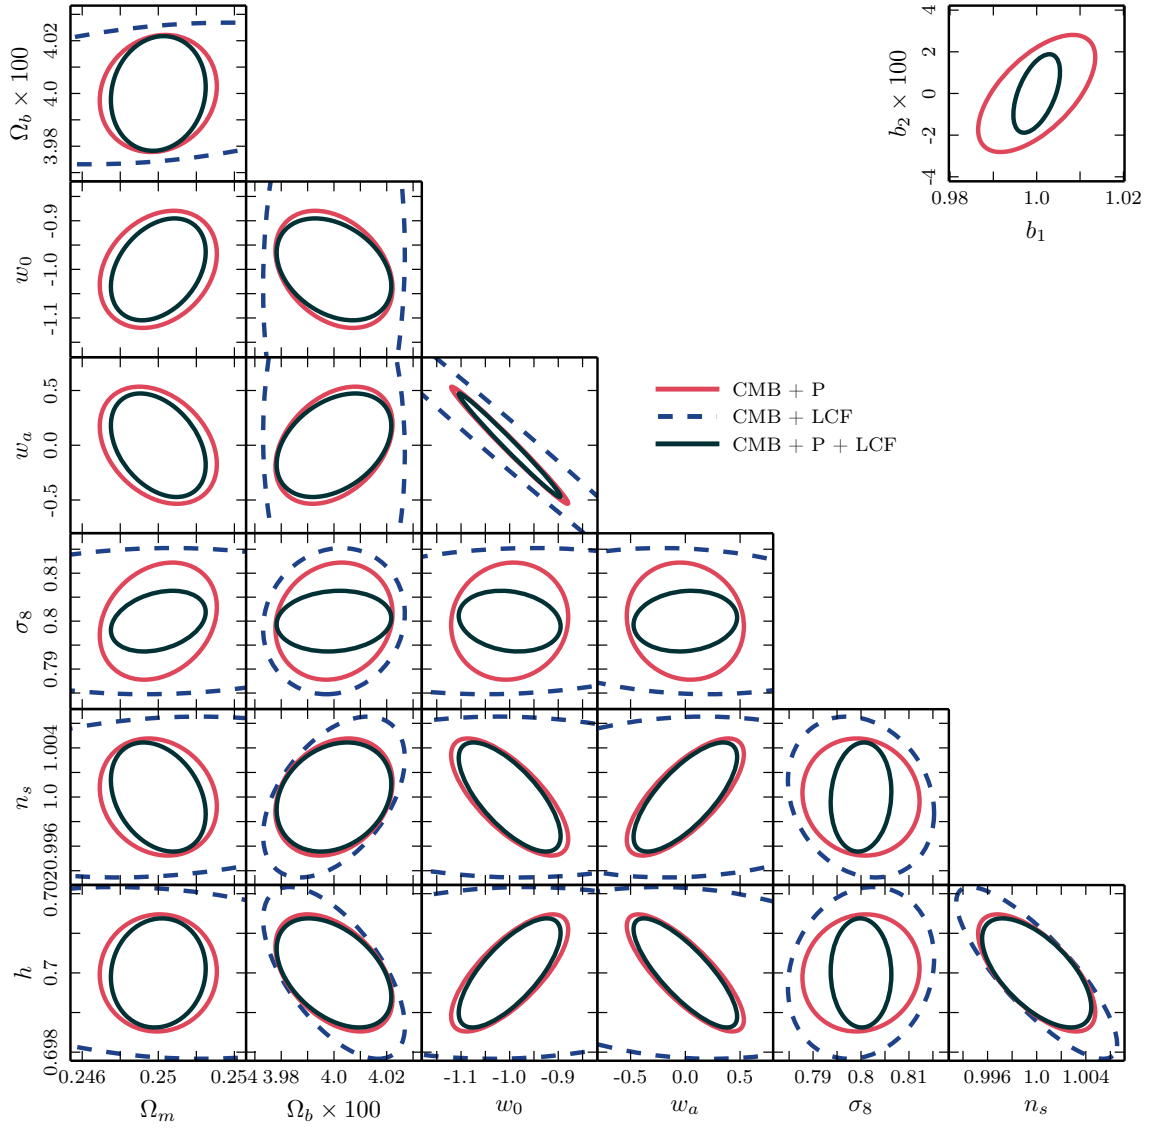 Ω_b × 100
4.02
4.0
3.98
b_2 × 100
4
2
0
-2
-4
0.98
1.0
1.02
b_1
w_0
-0.9
-1.0
-1.1
w_a
0.5
0.0
-0.5
CMB + P
CMB + LCF
CMB + P + LCF
σ_8
0.81
0.8
0.79
n_s
1.004
1.0
0.996
h
0.702
0.7
0.698
0.246 0.25 0.254 3.98 4.0 4.02 -1.1 -1.0 -0.9 -0.5 0.0 0.5 0.79 0.8 0.81 0.996 1.0 1.004
Ω_m Ω_b × 100 w_0 w_a σ_8 n_s